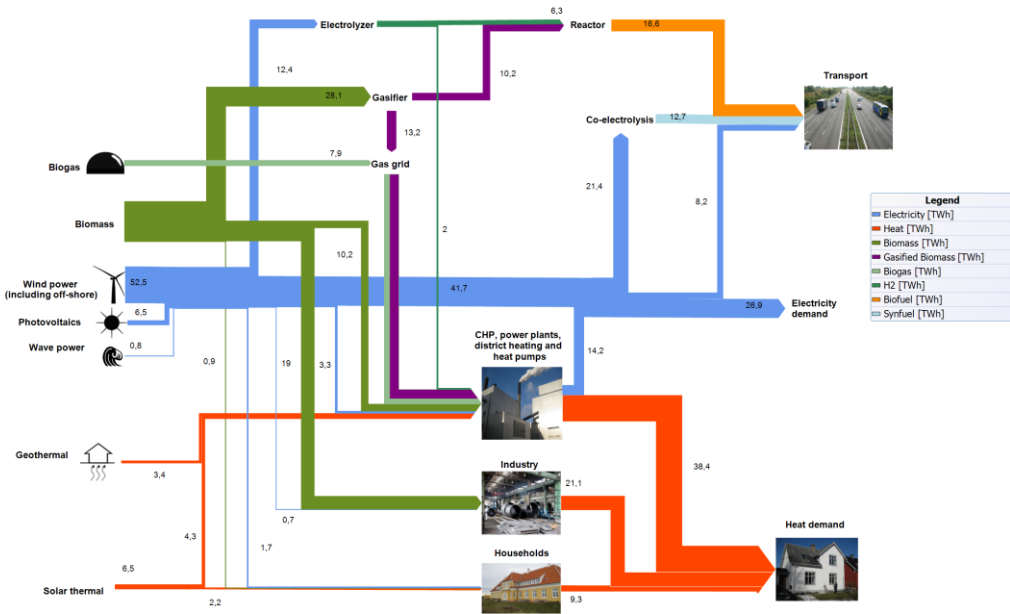 6,3
Electrolyzer
Reactor
16,6
12,4
10,2
Transport
28,1
Gasifier
Co-electrolysis
12,7
13,2
7,9
Biogas
Gas grid
21,4
8,2
Legend
Electricity [TWh]
Heat [TWh]
Biomass [TWh]
Gasified Biomass [TWh]
Biogas [TWh]
H2 [TWh]
Biofuel [TWh]
Synfuel [TWh]
Biomass
2
10,2
Wind power
(including off-shore)
52,5
41,7
26,9
Electricity
demand
Photovoltaics
6,5
Wave power
0,8
CHP, power plants,
district heating and
heat pumps
14,2
0,9
19
3,3
Geothermal
3,4
38,4
Industry
21,1
0,7
Heat demand
4,3
1,7
Households
6,5
Solar thermal
2,2
9,3